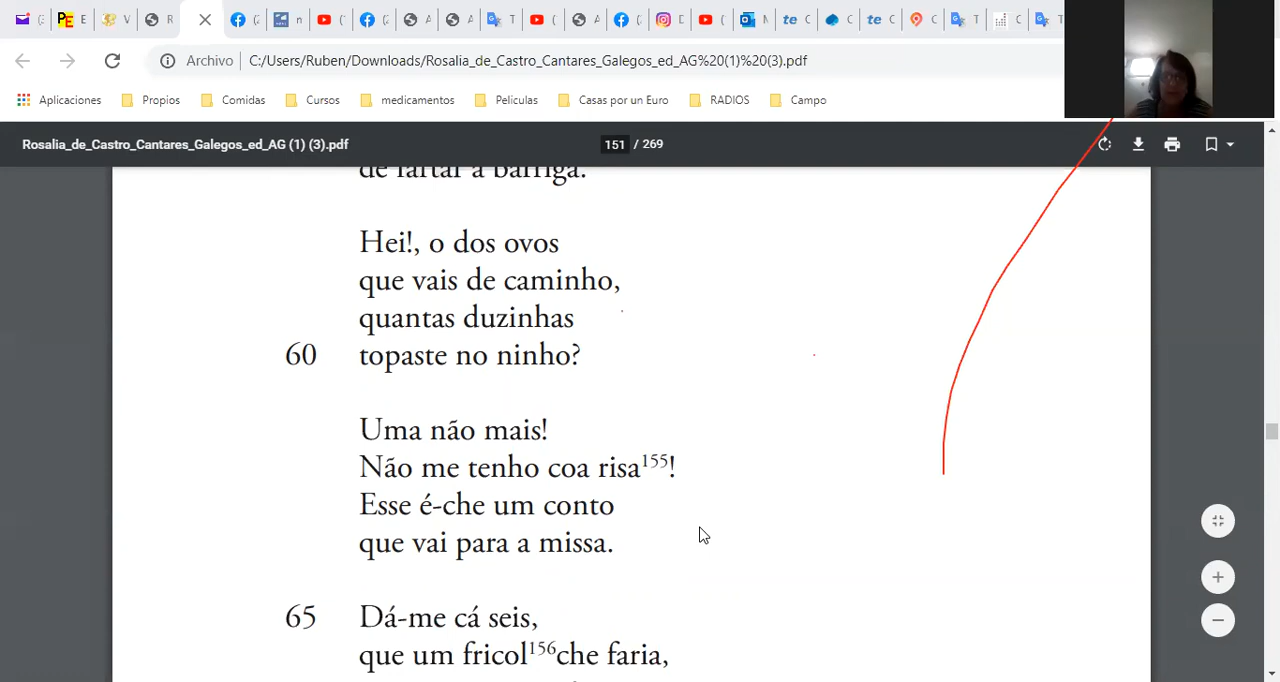 Archivo C:/Users/Ruben/Downloads/Rosalia_de_Castro_Cantares_Galegos_ed_AG%20(1)%20(3).pdf
Aplicaciones Propios Comidas Cursos medicamentos Peliculas Casas por un Euro RADIOS Campo
Rosalia_de_Castro_Cantares_Galegos_ed_AG (1) (3).pdf 151 / 269
de fartar a barriga.
Hei!, o dos ovos
que vais de caminho,
quantas duzinhas
60 topaste no ninho?
Uma não mais!
Não me tenho coa risa155!
Esse é-che um conto
que vai para a missa.
65 Dá-me cá seis,
que um fricol156che faria,